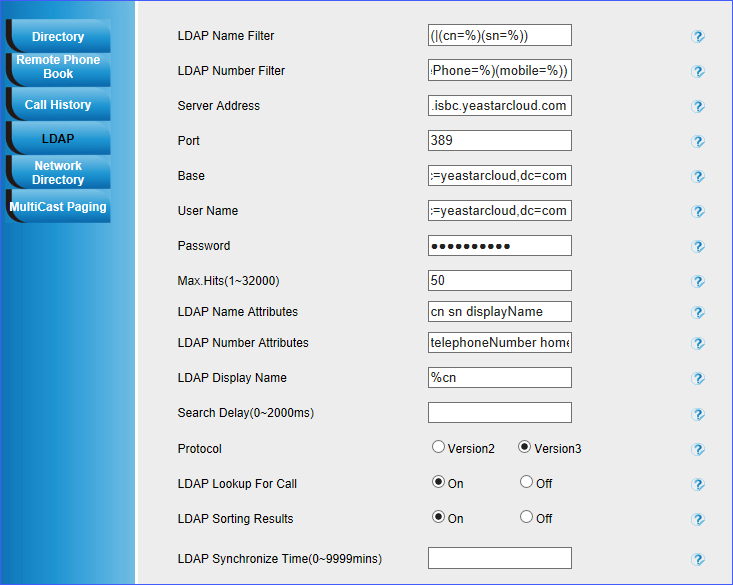 Directory
Remote Phone
Book
Call History
LDAP
Network
Directory
MultiCast Paging
LDAP Name Filter (|(cn=%)(sn=%)) ?
LDAP Number Filter Phone=%)(mobile=%)) ?
Server Address .isbc.yeastarcloud.com ?
Port 389 ?
Base =yeastarcloud,dc=com ?
User Name =yeastarcloud,dc=com ?
Password ●●●●●●●●●● ?
Max.Hits(1~32000) 50 ?
LDAP Name Attributes cn sn displayName ?
LDAP Number Attributes telephoneNumber home ?
LDAP Display Name %cn ?
Search Delay(0~2000ms) ?
Protocol Version2 Version3 ?
LDAP Lookup For Call On Off ?
LDAP Sorting Results On Off ?
LDAP Synchronize Time(0~9999mins) ?